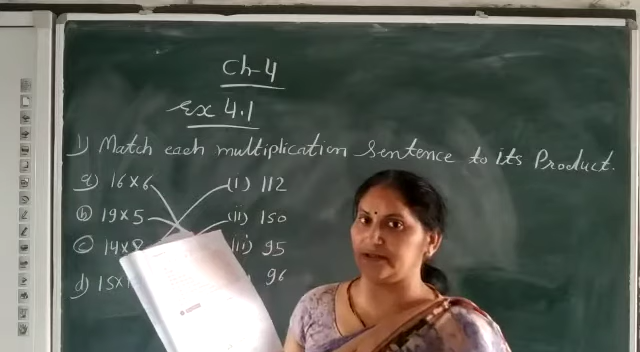 Ch-4
Ex 4.1
1) Match each multiplication sentence to its Product.
a) 16×6 (i) 112
b) 19×5 (ii) 150
c) 14×8 (iii) 95
d) 15× 96